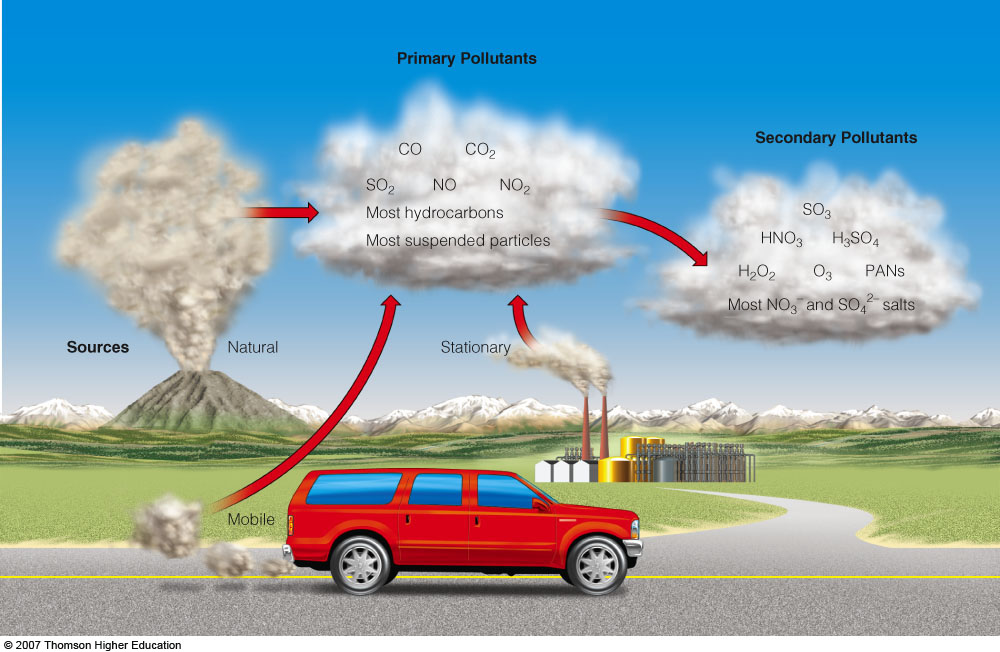 Primary Pollutants
CO CO₂
SO₂ NO NO₂
Most hydrocarbons
Most suspended particles
Secondary Pollutants
SO₃
HNO₃ H₃SO₄
H₂O₂ O₃ PANs
Most NO₃⁻ and SO₄²⁻ salts
Sources Natural
Stationary
Mobile
© 2007 Thomson Higher Education